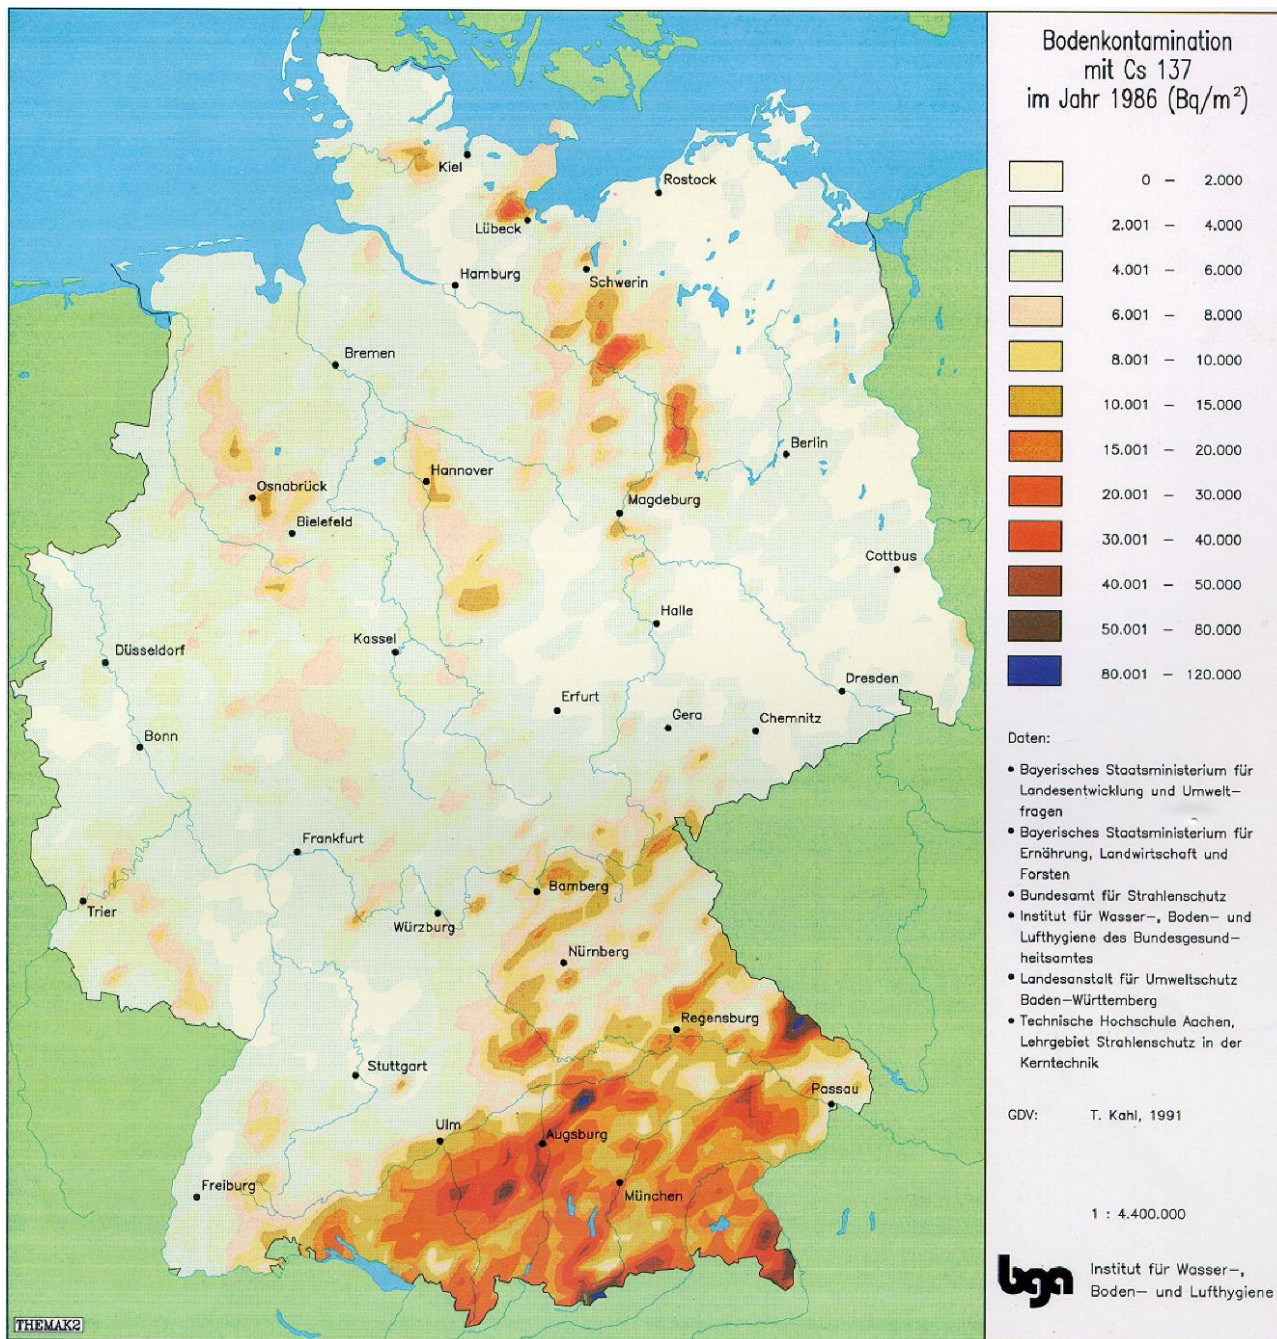 Bodenkontamination
mit Cs 137
im Jahr 1986 (Bq/m²)
0 – 2.000
2.001 – 4.000
4.001 – 6.000
6.001 – 8.000
8.001 – 10.000
10.001 – 15.000
15.001 – 20.000
20.001 – 30.000
30.001 – 40.000
40.001 – 50.000
50.001 – 80.000
80.001 – 120.000
Daten:
• Bayerisches Staatsministerium für
Landesentwicklung und Umwelt–
fragen
• Bayerisches Staatsministerium für
Ernährung, Landwirtschaft und
Forsten
• Bundesamt für Strahlenschutz
• Institut für Wasser–, Boden– und
Lufthygiene des Bundesgesund–
heitsamtes
• Landesanstalt für Umweltschutz
Baden–Württemberg
• Technische Hochschule Aachen,
Lehrgebiet Strahlenschutz in der
Kerntechnik
GDV: T. Kahl, 1991
1 : 4.400.000
bga
Institut für Wasser–,
Boden– und Lufthygiene
Kiel
Rostock
Lübeck
Hamburg
Schwerin
Bremen
Berlin
Hannover
Osnabrück
Magdeburg
Bielefeld
Cottbus
Halle
Kassel
Düsseldorf
Dresden
Erfurt
Gera
Chemnitz
Bonn
Frankfurt
Bamberg
Trier
Würzburg
Nürnberg
Regensburg
Stuttgart
Passau
Ulm
Augsburg
Freiburg
München
THEMAK2